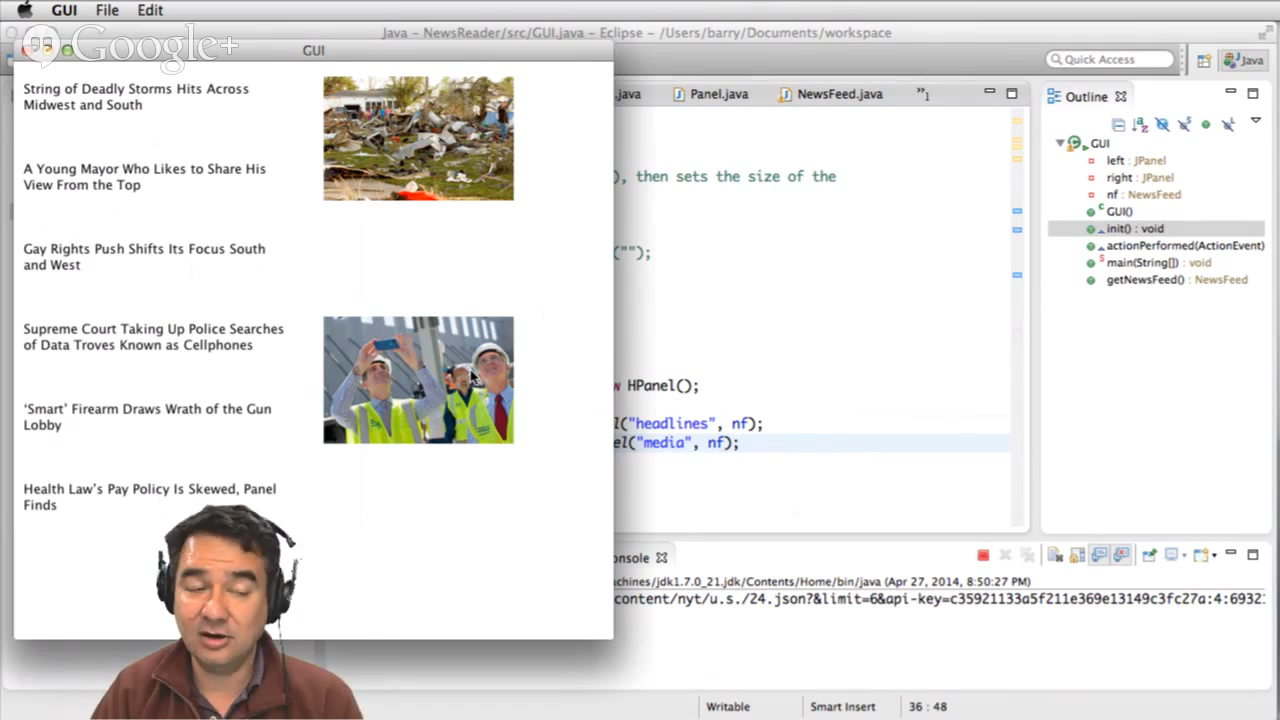 GUI File Edit
Java – NewsReader/src/GUI.java – Eclipse – /Users/barry/Documents/workspace
Google+
GUI
Quick Access
Java
String of Deadly Storms Hits Across
Midwest and South
A Young Mayor Who Likes to Share His
View From the Top
Gay Rights Push Shifts Its Focus South
and West
Supreme Court Taking Up Police Searches
of Data Troves Known as Cellphones
‘Smart’ Firearm Draws Wrath of the Gun
Lobby
Health Law’s Pay Policy Is Skewed, Panel
Finds
.java Panel.java NewsFeed.java »1
), then sets the size of the
("");
w HPanel();
l("headlines", nf);
el("media", nf);
Outline
GUI
left : JPanel
right : JPanel
nf : NewsFeed
GUI()
init() : void
actionPerformed(ActionEvent)
main(String[]) : void
getNewsFeed() : NewsFeed
onsole
achines/jdk1.7.0_21.jdk/Contents/Home/bin/java (Apr 27, 2014, 8:50:27 PM)
content/nyt/u.s./24.json?&limit=6&api-key=c35921133a5f211e369e13149c3fc27a:4:6932
Writable Smart Insert 36 : 48